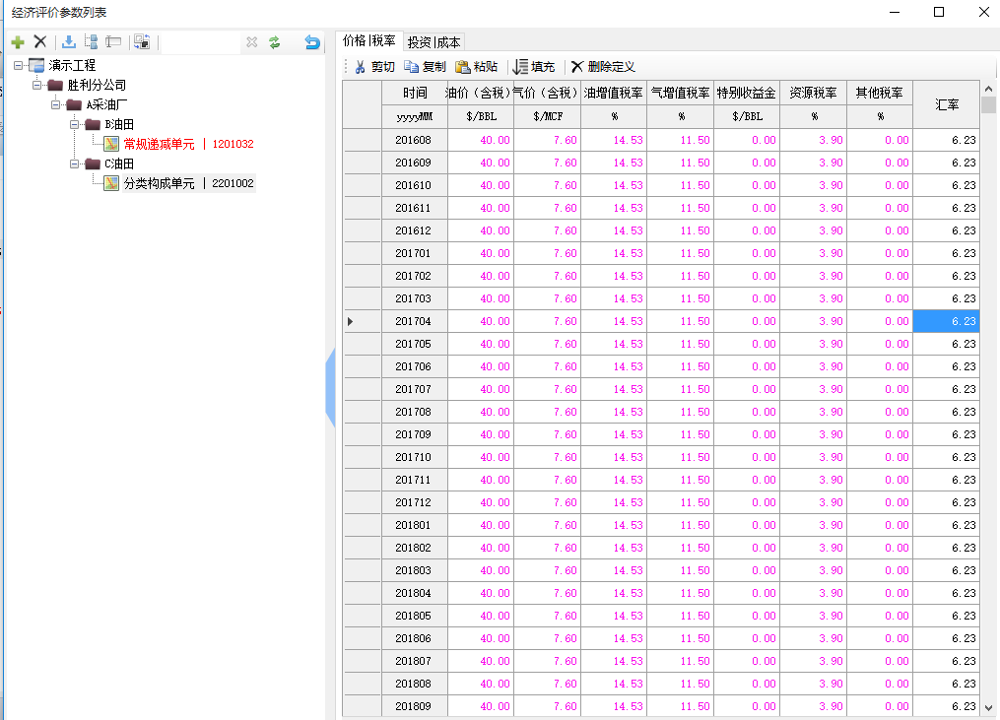 经济评价参数列表
演示工程
胜利分公司
A采油厂
B油田
常规递减单元 | 1201032
C油田
分类构成单元 | 2201002
价格|税率 投资|成本
剪切 复制 粘贴 填充 删除定义
时间 油价（含税） 气价（含税） 油增值税率 气增值税率 特别收益金 资源税率 其他税率 汇率
yyyyMM $/BBL $/MCF % % $/BBL % %
201608 40.00 7.60 14.53 11.50 0.00 3.90 0.00 6.23
201609 40.00 7.60 14.53 11.50 0.00 3.90 0.00 6.23
201610 40.00 7.60 14.53 11.50 0.00 3.90 0.00 6.23
201611 40.00 7.60 14.53 11.50 0.00 3.90 0.00 6.23
201612 40.00 7.60 14.53 11.50 0.00 3.90 0.00 6.23
201701 40.00 7.60 14.53 11.50 0.00 3.90 0.00 6.23
201702 40.00 7.60 14.53 11.50 0.00 3.90 0.00 6.23
201703 40.00 7.60 14.53 11.50 0.00 3.90 0.00 6.23
201704 40.00 7.60 14.53 11.50 0.00 3.90 0.00 6.23
201705 40.00 7.60 14.53 11.50 0.00 3.90 0.00 6.23
201706 40.00 7.60 14.53 11.50 0.00 3.90 0.00 6.23
201707 40.00 7.60 14.53 11.50 0.00 3.90 0.00 6.23
201708 40.00 7.60 14.53 11.50 0.00 3.90 0.00 6.23
201709 40.00 7.60 14.53 11.50 0.00 3.90 0.00 6.23
201710 40.00 7.60 14.53 11.50 0.00 3.90 0.00 6.23
201711 40.00 7.60 14.53 11.50 0.00 3.90 0.00 6.23
201712 40.00 7.60 14.53 11.50 0.00 3.90 0.00 6.23
201801 40.00 7.60 14.53 11.50 0.00 3.90 0.00 6.23
201802 40.00 7.60 14.53 11.50 0.00 3.90 0.00 6.23
201803 40.00 7.60 14.53 11.50 0.00 3.90 0.00 6.23
201804 40.00 7.60 14.53 11.50 0.00 3.90 0.00 6.23
201805 40.00 7.60 14.53 11.50 0.00 3.90 0.00 6.23
201806 40.00 7.60 14.53 11.50 0.00 3.90 0.00 6.23
201807 40.00 7.60 14.53 11.50 0.00 3.90 0.00 6.23
201808 40.00 7.60 14.53 11.50 0.00 3.90 0.00 6.23
201809 40.00 7.60 14.53 11.50 0.00 3.90 0.00 6.23